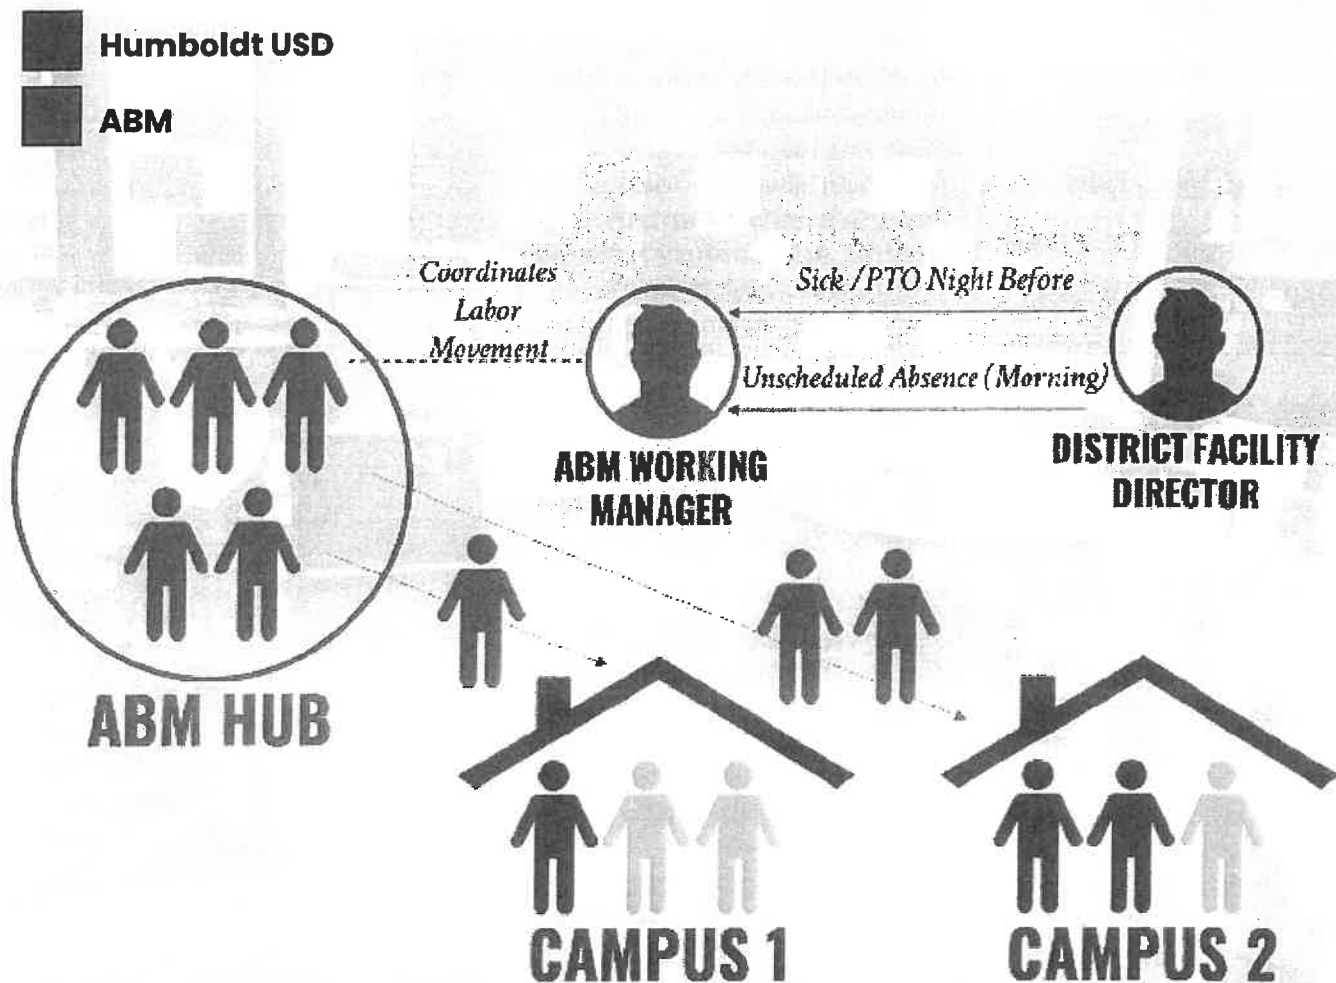 Humboldt USD
ABM
Coordinates
Labor
Movement
Sick / PTO Night Before
Unscheduled Absence (Morning)
ABM WORKING
MANAGER
DISTRICT FACILITY
DIRECTOR
ABM HUB
CAMPUS 1
CAMPUS 2